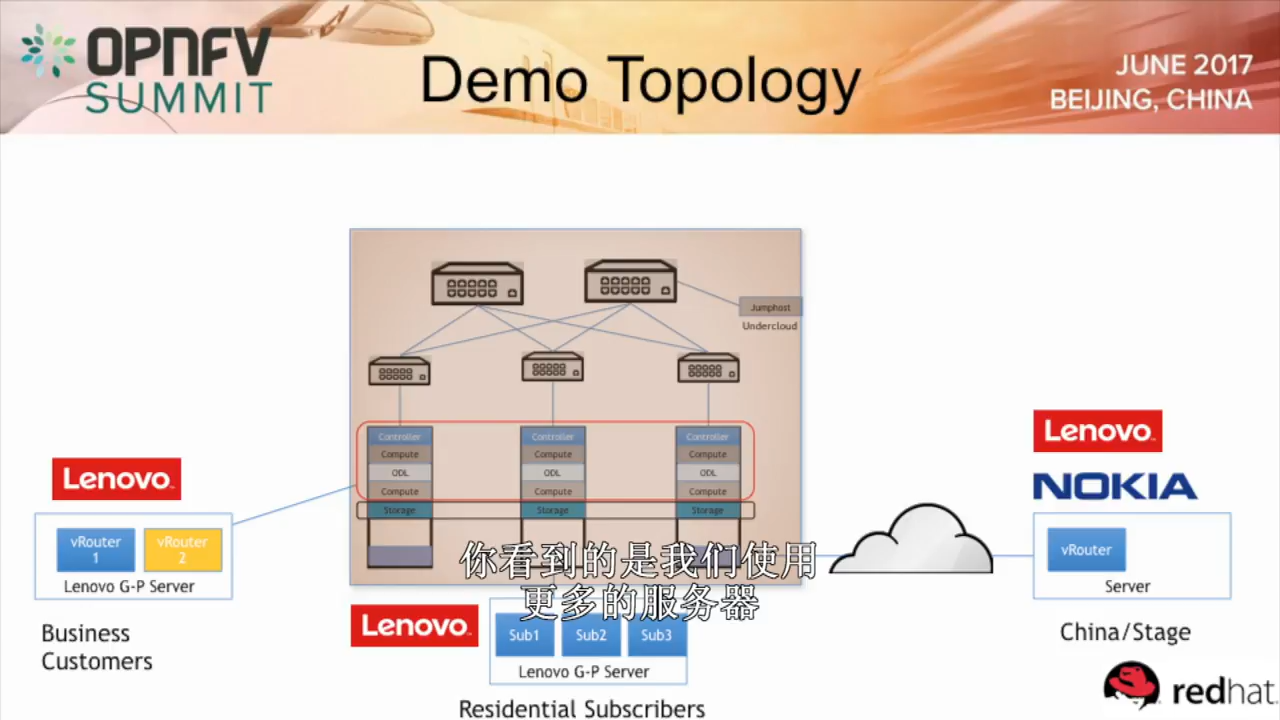 OPNFV
SUMMIT
Demo Topology
JUNE 2017
BEIJING, CHINA
Jumphost
Undercloud
Controller
Compute
ODL
Compute
Storage
Controller
Compute
ODL
Compute
Storage
Controller
Compute
ODL
Compute
Storage
Lenovo
vRouter
1
vRouter
2
Lenovo G-P Server
Business
Customers
Lenovo
Sub1
Sub2
Sub3
Lenovo G-P Server
Residential Subscribers
Lenovo
NOKIA
vRouter
Server
China/Stage
redhat
你看到的是我们使用
更多的服务器